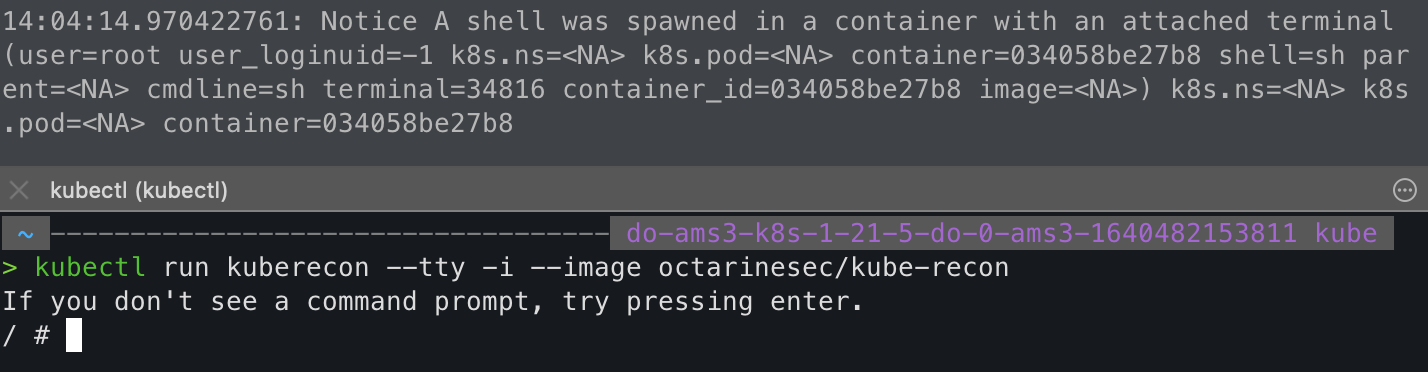 14:04:14.970422761: Notice A shell was spawned in a container with an attached terminal
(user=root user_loginuid=-1 k8s.ns=<NA> k8s.pod=<NA> container=034058be27b8 shell=sh par
ent=<NA> cmdline=sh terminal=34816 container_id=034058be27b8 image=<NA>) k8s.ns=<NA> k8s
.pod=<NA> container=034058be27b8
kubectl (kubectl)
~ ----------------------------------- do-ams3-k8s-1-21-5-do-0-ams3-1640482153811 kube
> kubectl run kuberecon --tty -i --image octarinesec/kube-recon
If you don't see a command prompt, try pressing enter.
/ #